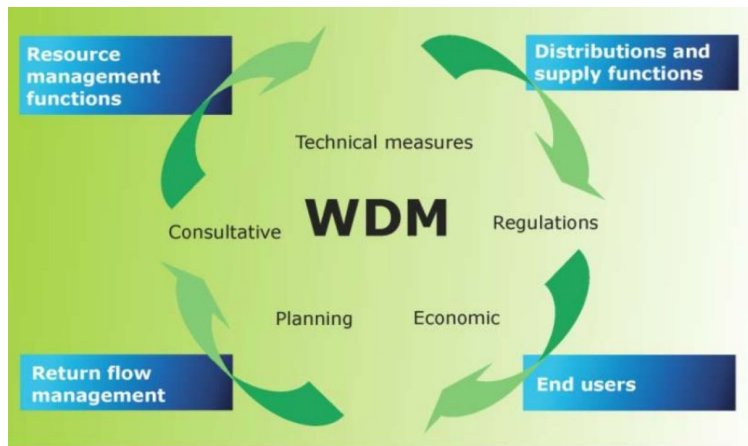 Resource
management
functions
Distributions and
supply functions
Technical measures
Consultative
WDM
Regulations
Planning
Economic
Return flow
management
End users